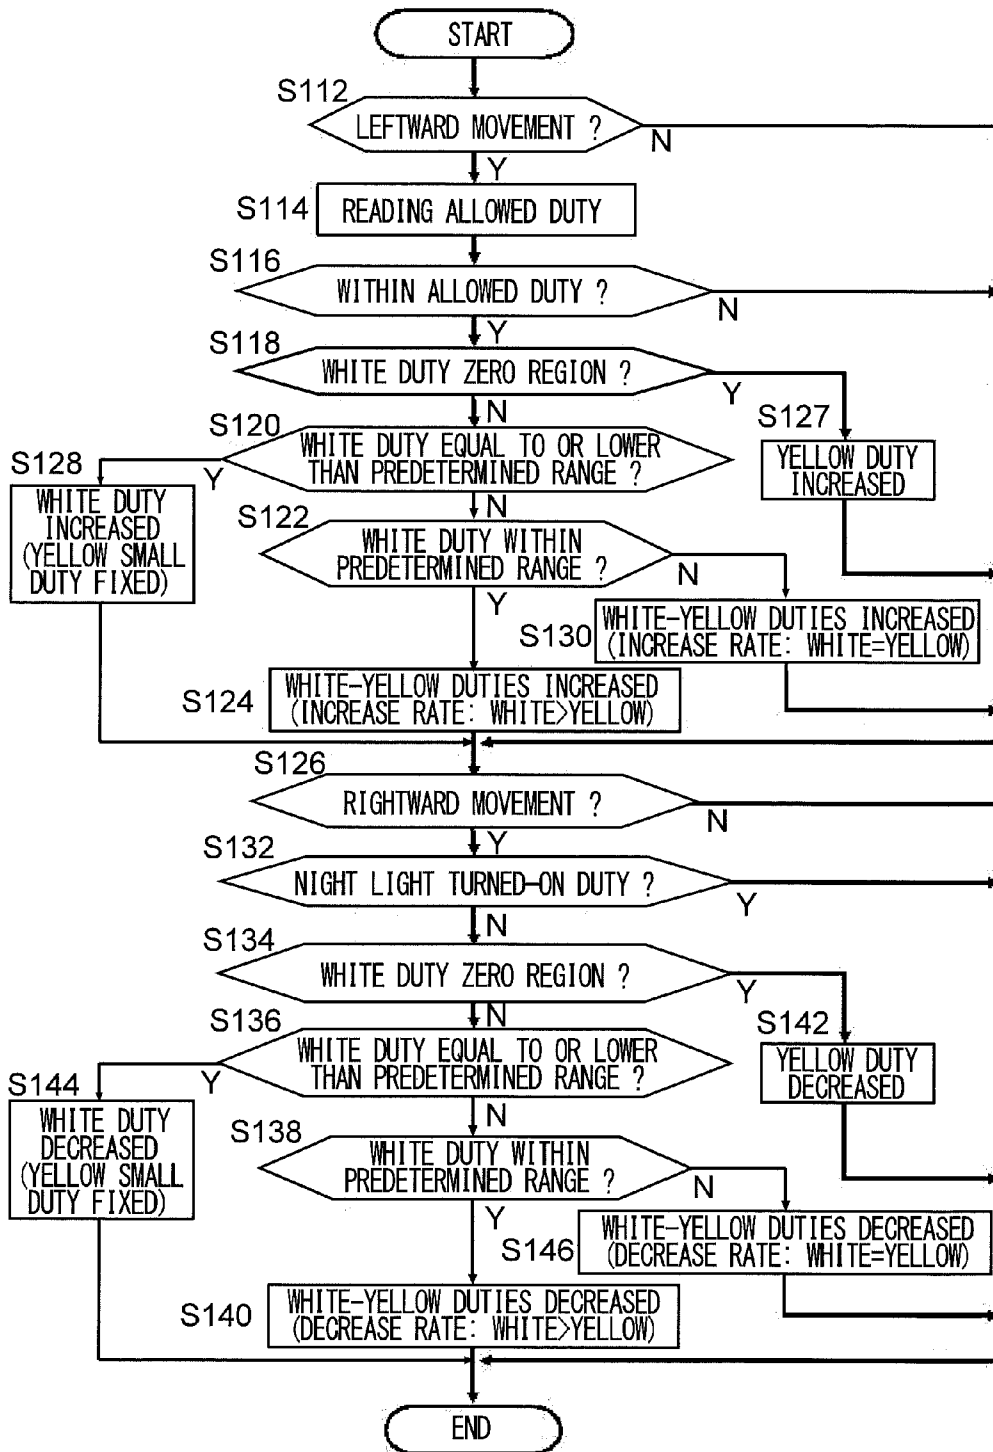 START
S112
LEFTWARD MOVEMENT ?
N
Y
S114
READING ALLOWED DUTY
S116
WITHIN ALLOWED DUTY ?
N
Y
S118
WHITE DUTY ZERO REGION ?
Y
N
S127
YELLOW DUTY
INCREASED
S120
WHITE DUTY EQUAL TO OR LOWER
THAN PREDETERMINED RANGE ?
Y
N
S128
WHITE DUTY
INCREASED
(YELLOW SMALL
DUTY FIXED)
S122
WHITE DUTY WITHIN
PREDETERMINED RANGE ?
N
Y
S130
WHITE-YELLOW DUTIES INCREASED
(INCREASE RATE: WHITE=YELLOW)
S124
WHITE-YELLOW DUTIES INCREASED
(INCREASE RATE: WHITE>YELLOW)
S126
RIGHTWARD MOVEMENT ?
N
Y
S132
NIGHT LIGHT TURNED-ON DUTY ?
Y
N
S134
WHITE DUTY ZERO REGION ?
Y
N
S142
YELLOW DUTY
DECREASED
S136
WHITE DUTY EQUAL TO OR LOWER
THAN PREDETERMINED RANGE ?
Y
N
S144
WHITE DUTY
DECREASED
(YELLOW SMALL
DUTY FIXED)
S138
WHITE DUTY WITHIN
PREDETERMINED RANGE ?
N
Y
S146
WHITE-YELLOW DUTIES DECREASED
(DECREASE RATE: WHITE=YELLOW)
S140
WHITE-YELLOW DUTIES DECREASED
(DECREASE RATE: WHITE>YELLOW)
END